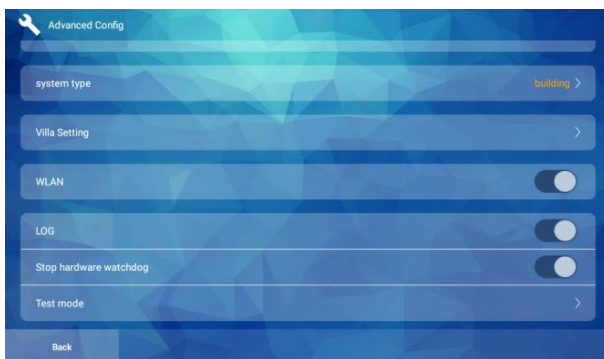 Advanced Config
system type
building
Villa Setting
WLAN
LOG
Stop hardware watchdog
Test mode
Back